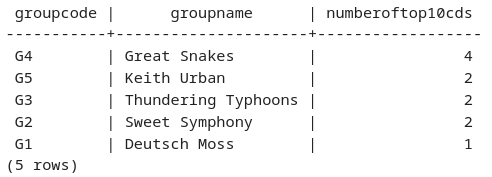 groupcode |      groupname      | numberoftop10cds
-----------+---------------------+------------------
 G4        | Great Snakes        |                4
 G5        | Keith Urban         |                2
 G3        | Thundering Typhoons |                2
 G2        | Sweet Symphony      |                2
 G1        | Deutsch Moss        |                1
(5 rows)